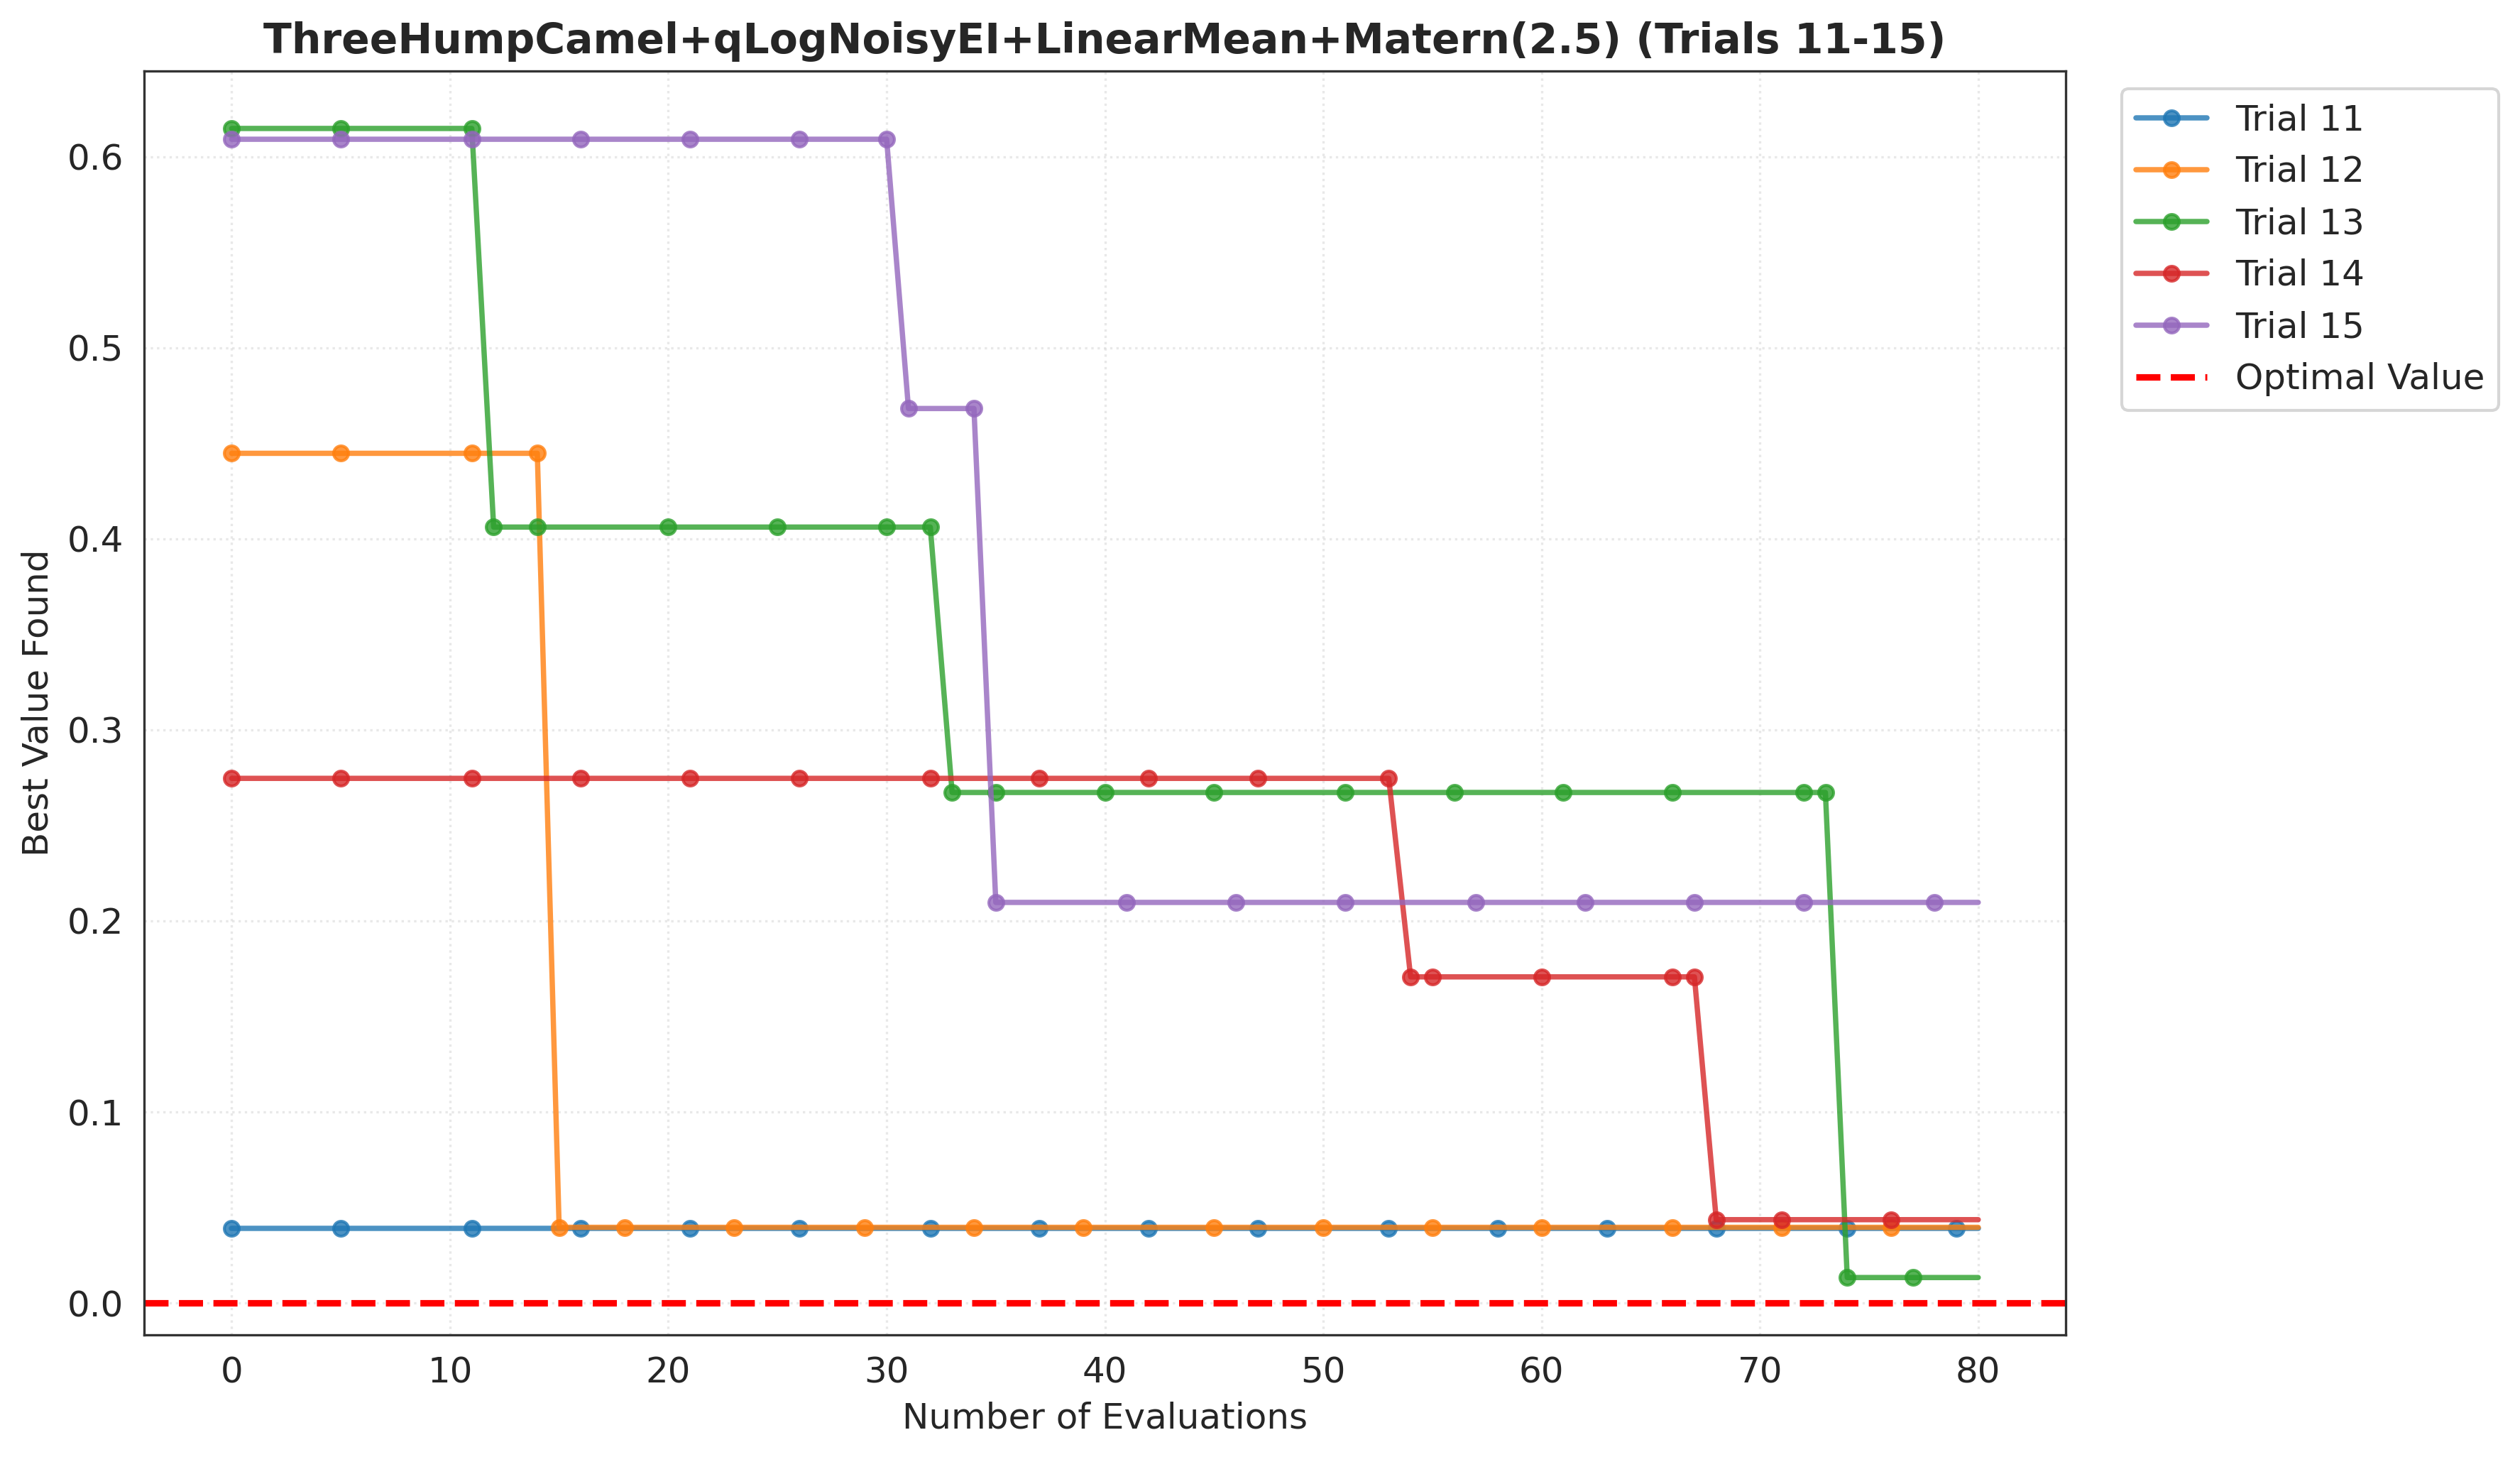 ThreeHumpCamel+qLogNoisyEI+LinearMean+Matern(2.5) (Trials 11-15)
Trial 11
Trial 12
Trial 13
Trial 14
Trial 15
Optimal Value
Best Value Found
0.6
0.5
0.4
0.3
0.2
0.1
0.0
0 10 20 30 40 50 60 70 80
Number of Evaluations